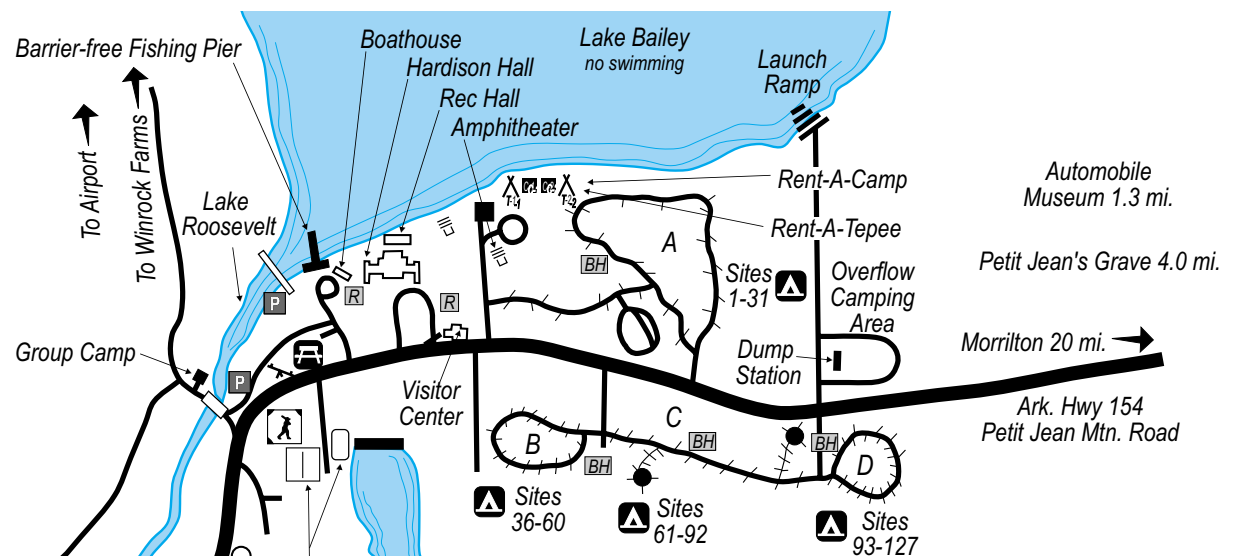 Barrier-free Fishing Pier
Boathouse
Hardison Hall
Rec Hall
Amphitheater
Lake Bailey
no swimming
Launch
Ramp
To Airport
To Winrock Farms
Lake
Roosevelt
Rent-A-Camp
Rent-A-Tepee
Automobile
Museum 1.3 mi.
Petit Jean's Grave 4.0 mi.
A
BH
Sites
1-31
Overflow
Camping
Area
P
R
R
Group Camp
P
Visitor
Center
Dump
Station
Morrilton 20 mi.
Ark. Hwy 154
Petit Jean Mtn. Road
B
C
D
BH
BH
BH
Sites
36-60
Sites
61-92
Sites
93-127